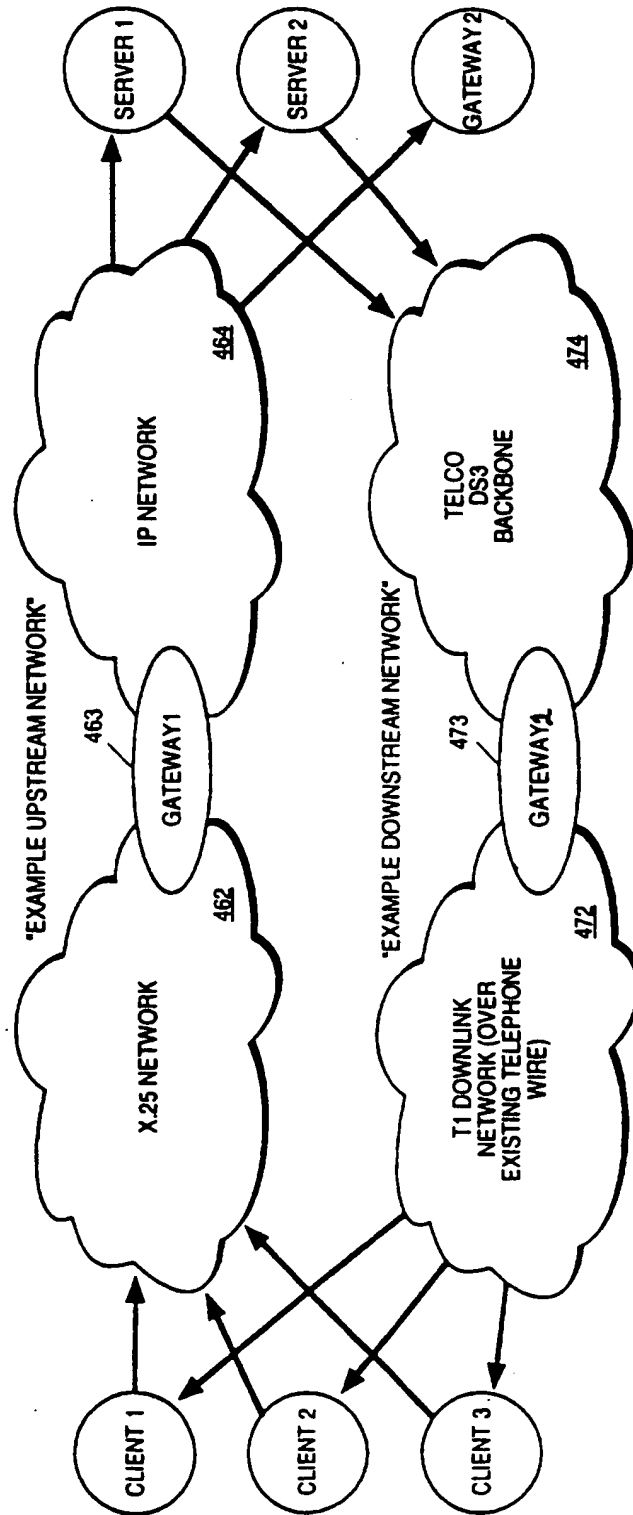 "EXAMPLE UPSTREAM NETWORK"
CLIENT 1
CLIENT 2
CLIENT 3
X.25 NETWORK
462
463
GATEWAY1
IP NETWORK
464
SERVER 1
SERVER 2
GATEWAY 2
"EXAMPLE DOWNSTREAM NETWORK"
T1 DOWNLINK
NETWORK (OVER
EXISTING TELEPHONE
WIRE)
472
473
GATEWAY2
TELCO
DS3
BACKBONE
474